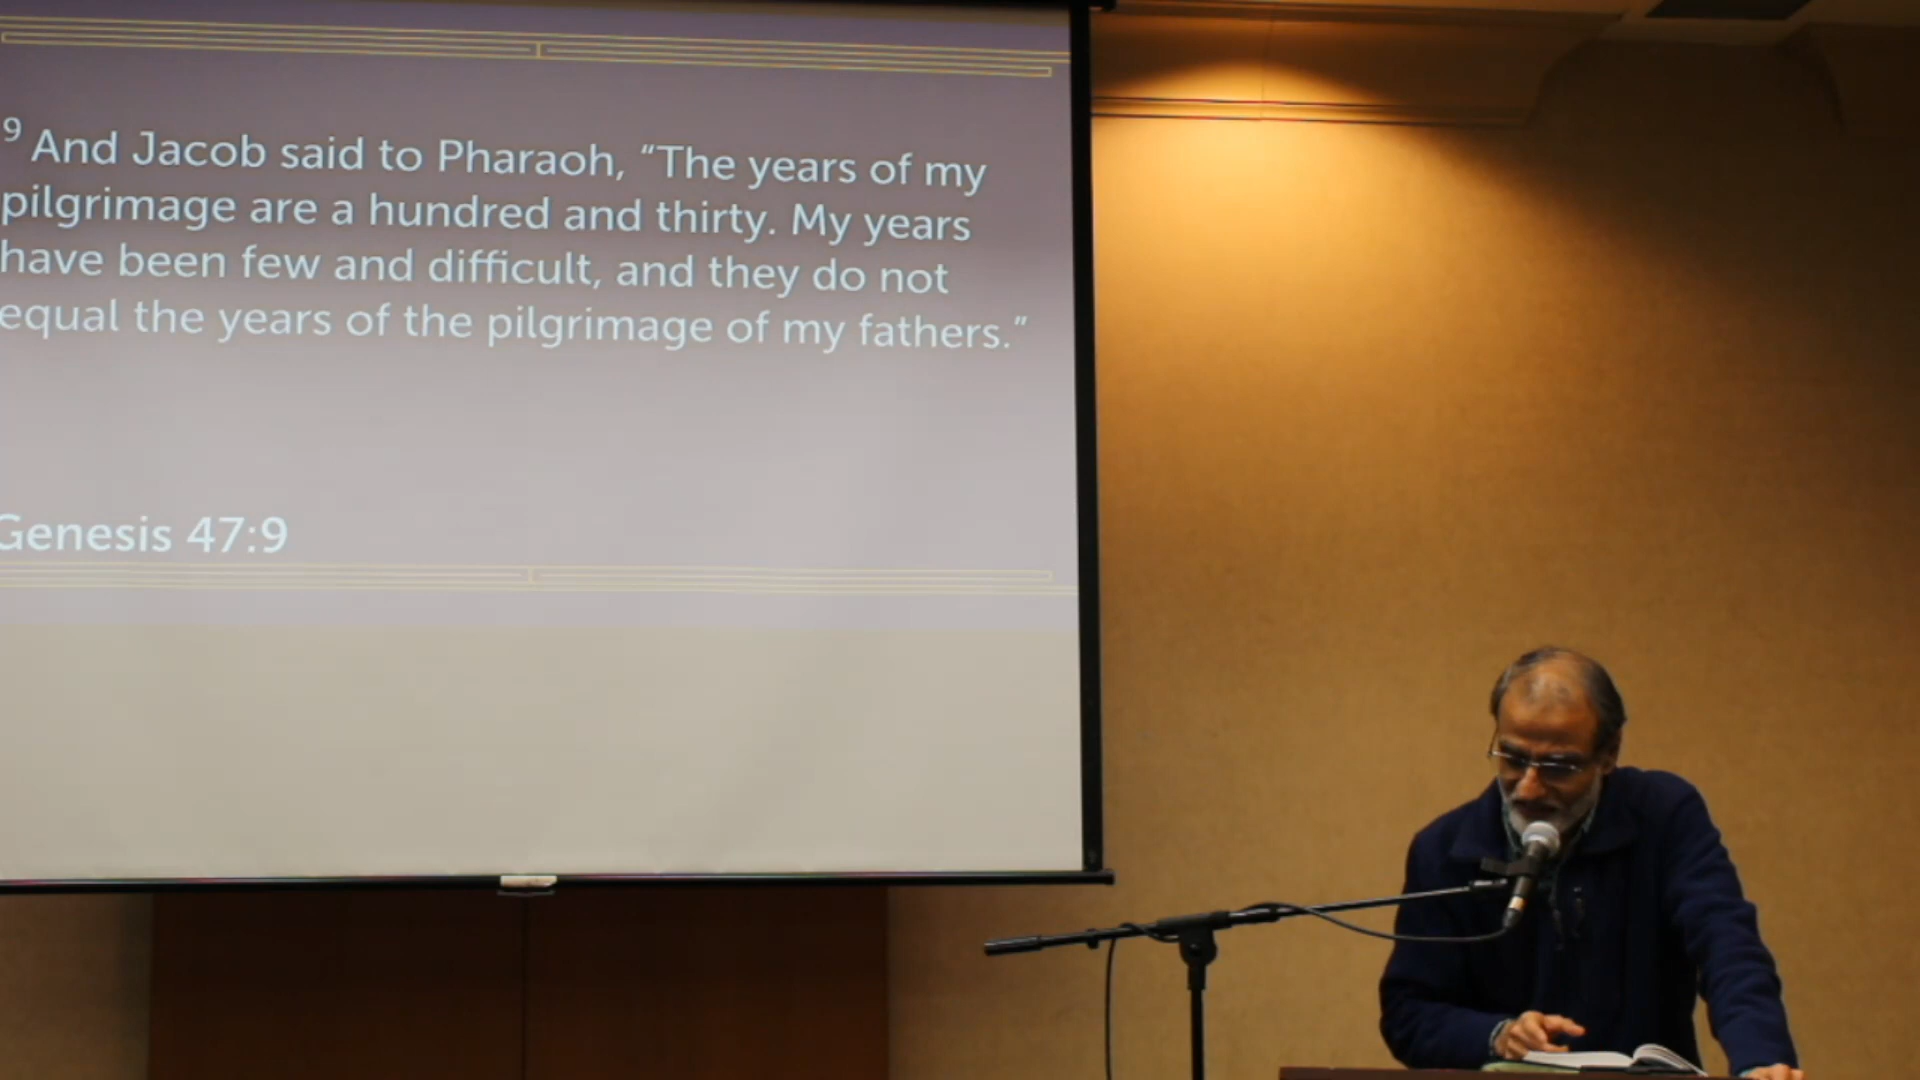 9 And Jacob said to Pharaoh, “The years of my
pilgrimage are a hundred and thirty. My years
have been few and difficult, and they do not
equal the years of the pilgrimage of my fathers.”
Genesis 47:9